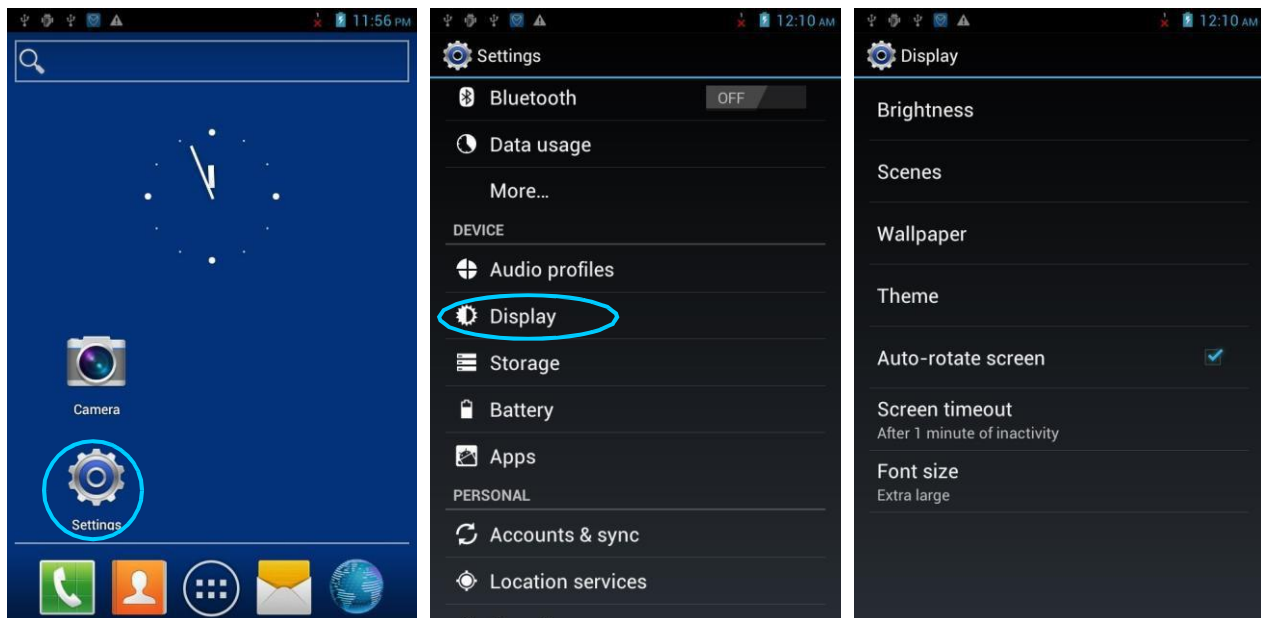 11:56 PM
Camera
Settings
12:10 AM
Settings
Bluetooth OFF
Data usage
More...
DEVICE
Audio profiles
Display
Storage
Battery
Apps
PERSONAL
Accounts & sync
Location services
12:10 AM
Display
Brightness
Scenes
Wallpaper
Theme
Auto-rotate screen
Screen timeout
After 1 minute of inactivity
Font size
Extra large